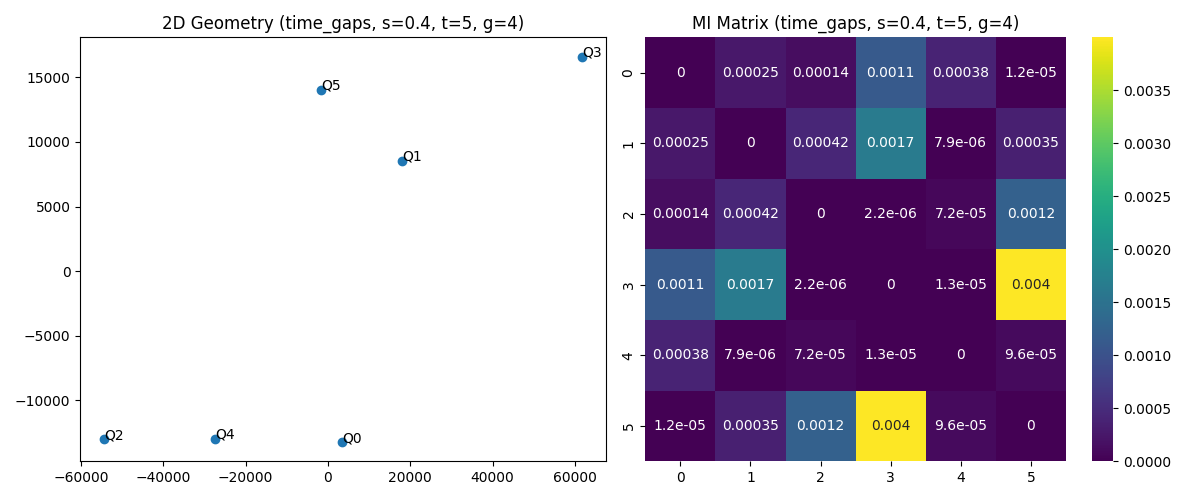 2D Geometry (time_gaps, s=0.4, t=5, g=4)
15000
10000
5000
0
−5000
−10000
−60000 −40000 −20000 0 20000 40000 60000
Q3
Q5
Q1
Q2 Q4 Q0
MI Matrix (time_gaps, s=0.4, t=5, g=4)
0 0 0.00025 0.00014 0.0011 0.00038 1.2e-05
1 0.00025 0 0.00042 0.0017 7.9e-06 0.00035
2 0.00014 0.00042 0 2.2e-06 7.2e-05 0.0012
3 0.0011 0.0017 2.2e-06 0 1.3e-05 0.004
4 0.00038 7.9e-06 7.2e-05 1.3e-05 0 9.6e-05
5 1.2e-05 0.00035 0.0012 0.004 9.6e-05 0
0 1 2 3 4 5
0.0035
0.0030
0.0025
0.0020
0.0015
0.0010
0.0005
0.0000